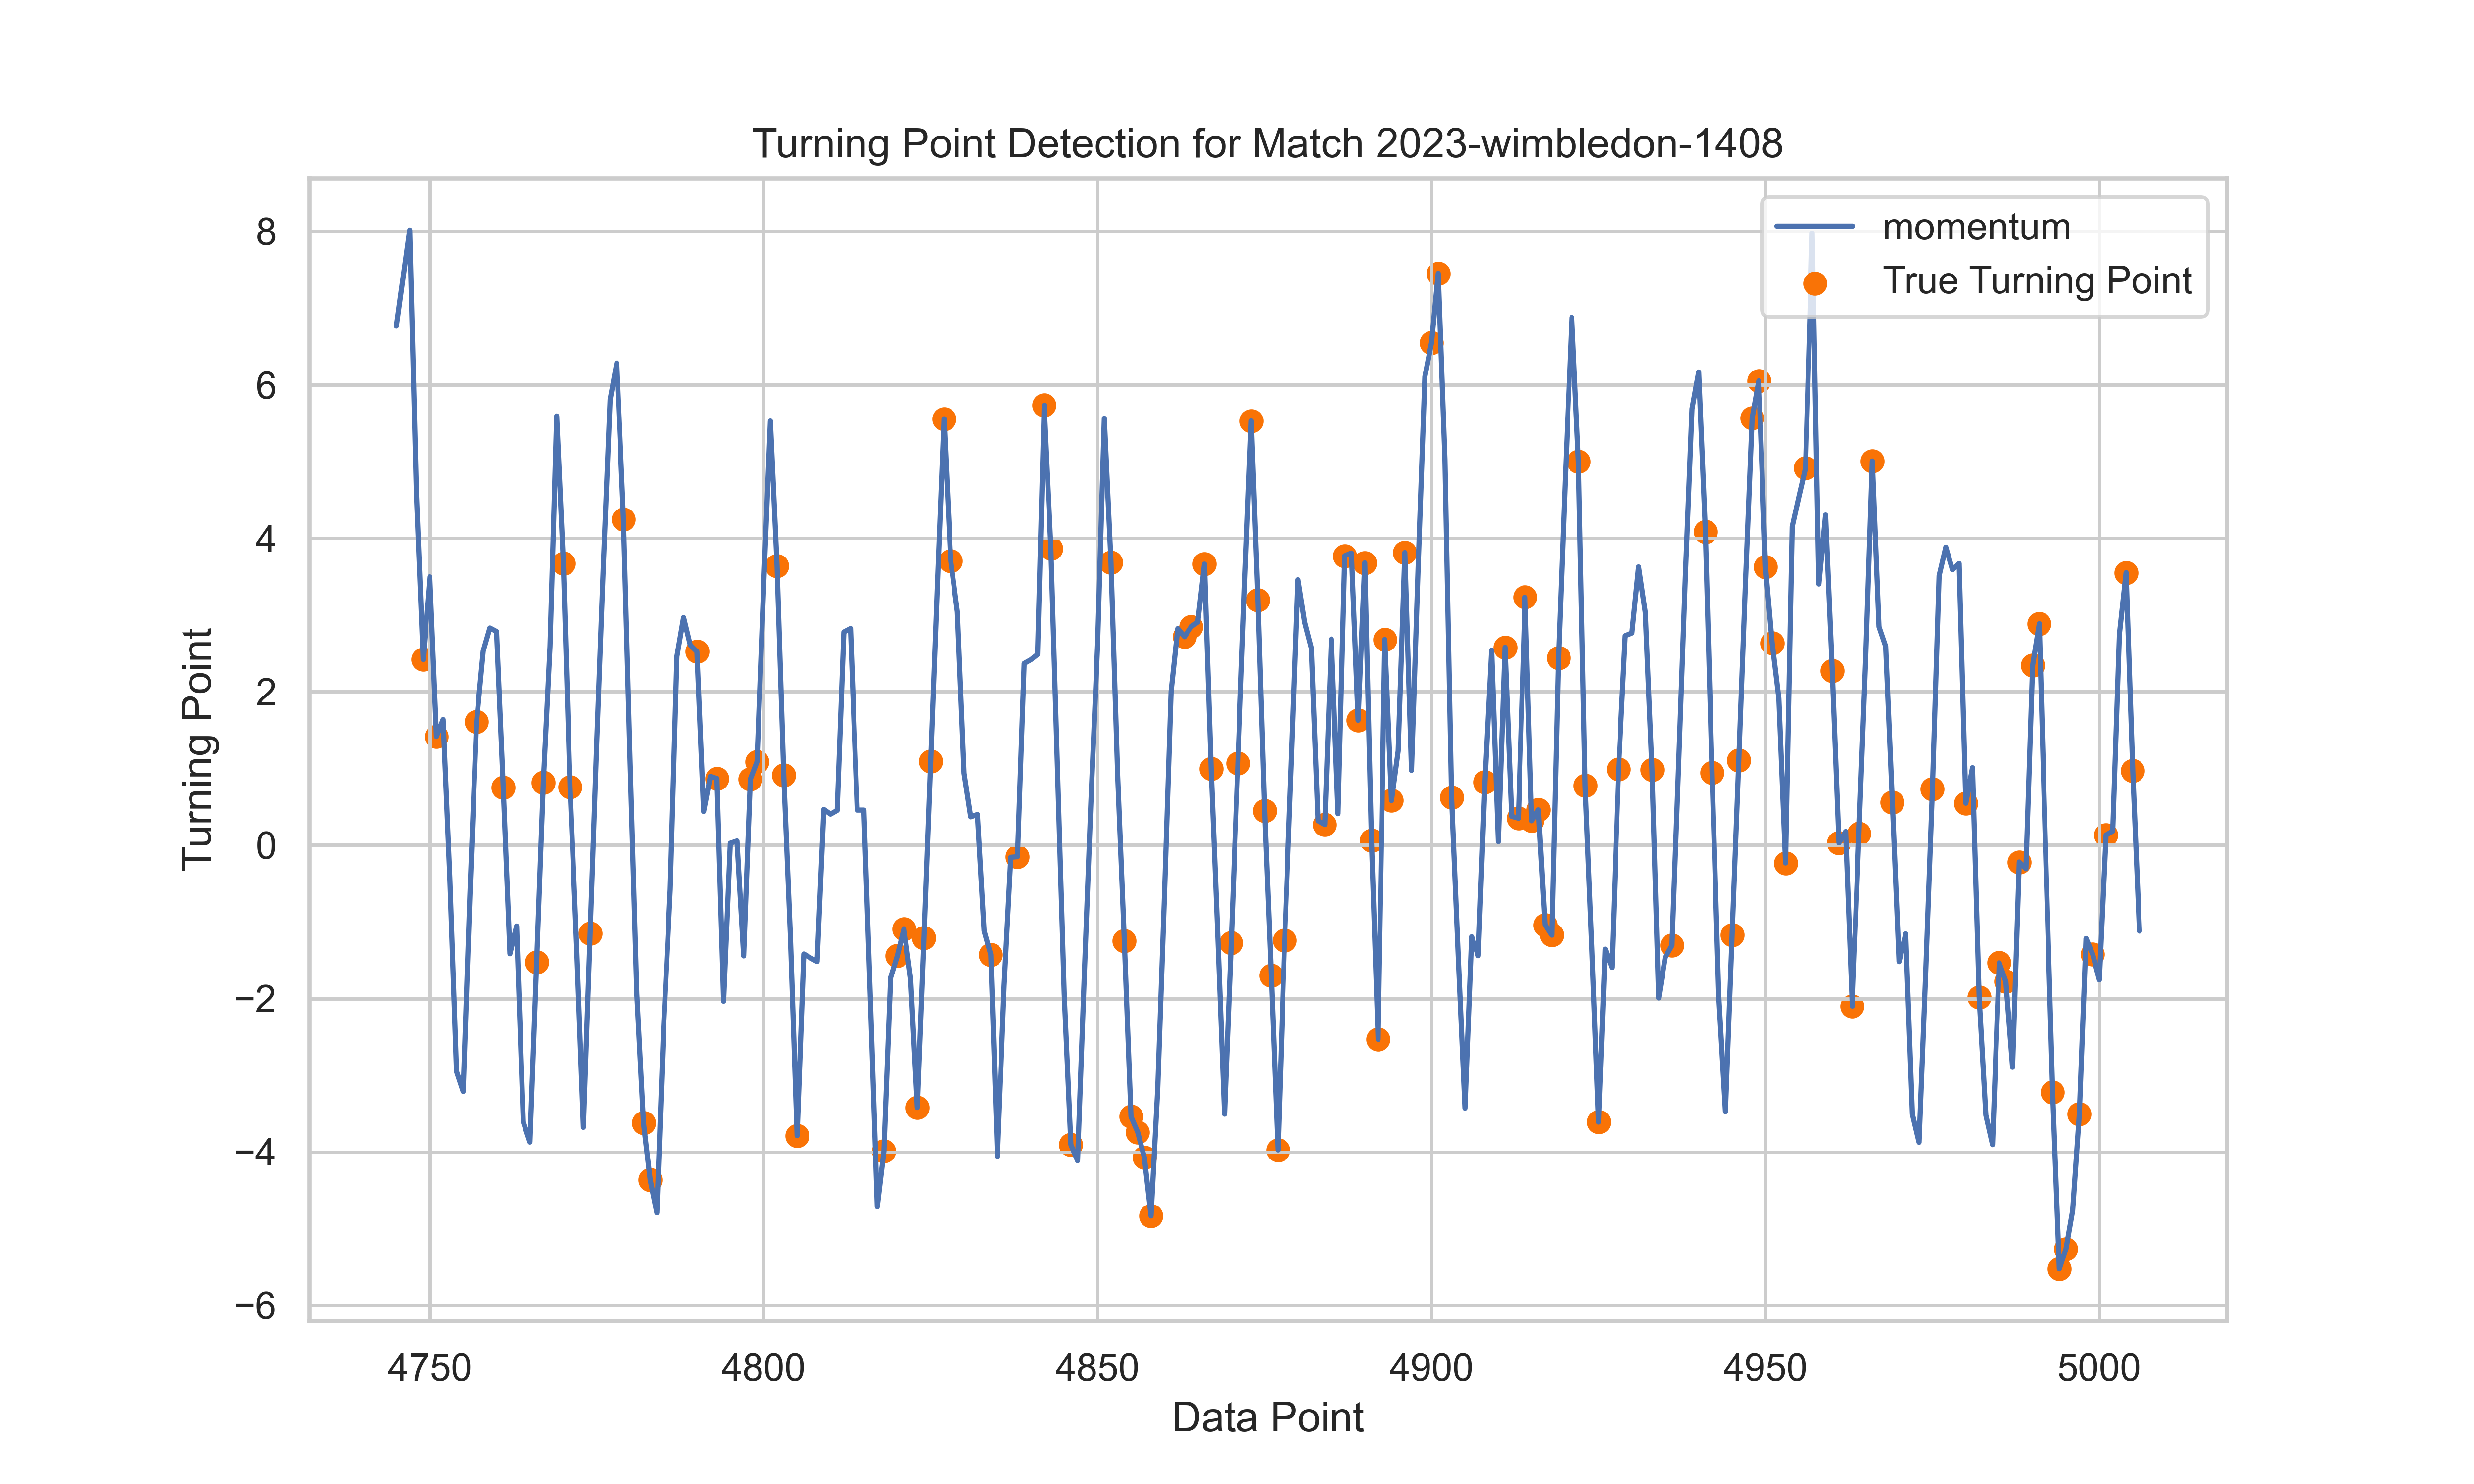 Turning Point Detection for Match 2023-wimbledon-1408
momentum
True Turning Point
8
6
4
2
0
−2
−4
−6
Turning Point
4750 4800 4850 4900 4950 5000
Data Point